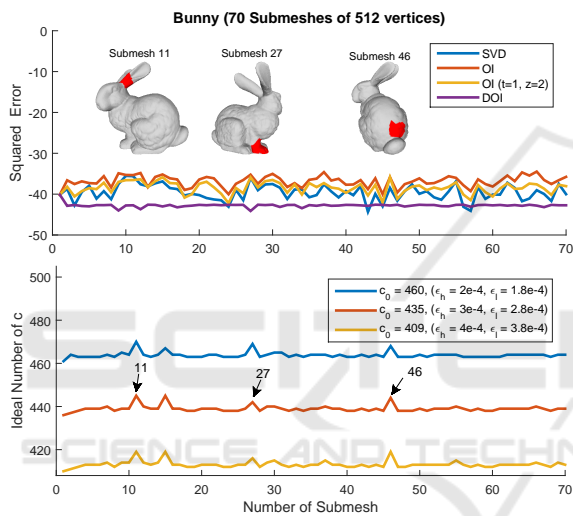 Bunny (70 Submeshes of 512 vertices)
Squared Error
0
-10
-20
-30
-40
-50
Submesh 11
Submesh 27
Submesh 46
SVD
OI
OI (t=1, z=2)
DOI
0
10
20
30
40
50
60
70
Ideal Number of c
500
480
460
440
420
c₀ = 460, (ϵₕ = 2e-4, ϵₗ = 1.8e-4)
c₀ = 435, (ϵₕ = 3e-4, ϵₗ = 2.8e-4)
c₀ = 409, (ϵₕ = 4e-4, ϵₗ = 3.8e-4)
11
27
46
0
10
20
30
40
50
60
70
Number of Submesh